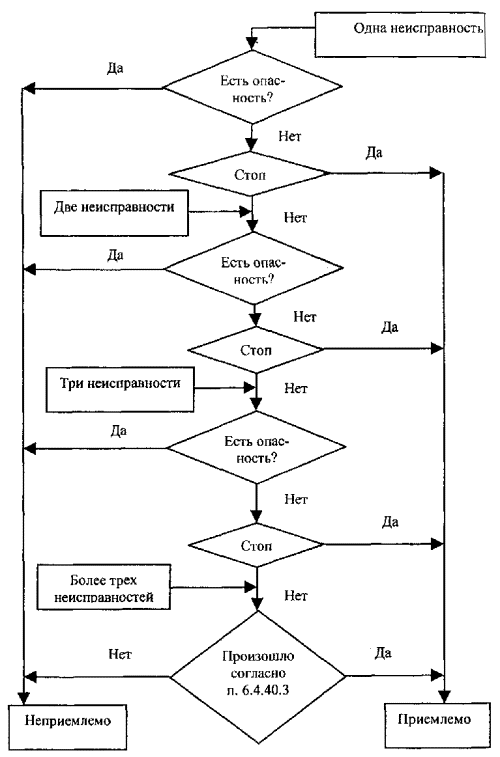 Одна неисправность
Да
Есть опас-
ность?
Нет
Да
Стоп
Две неисправности
Нет
Да
Есть опас-
ность?
Нет
Да
Стоп
Три неисправности
Нет
Да
Есть опас-
ность?
Нет
Да
Стоп
Более трех
неисправностей
Нет
Нет
Произошло
согласно
п. 6.4.40.3
Да
Неприемлемо
Приемлемо